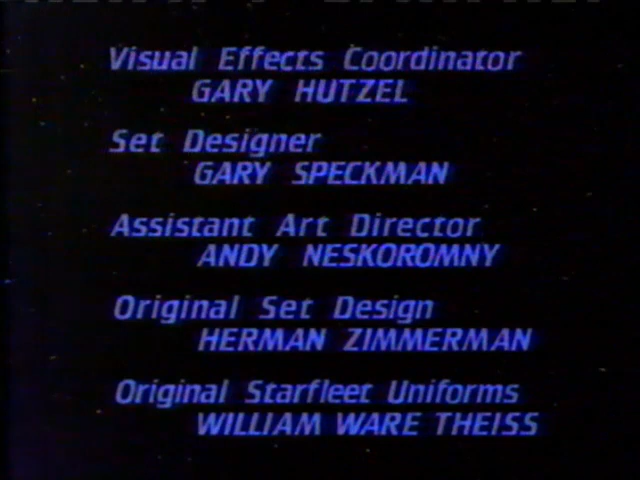 Visual Effects Coordinator
GARY HUTZEL
Set Designer
GARY SPECKMAN
Assistant Art Director
ANDY NESKOROMNY
Original Set Design
HERMAN ZIMMERMAN
Original Starfleet Uniforms
WILLIAM WARE THEISS